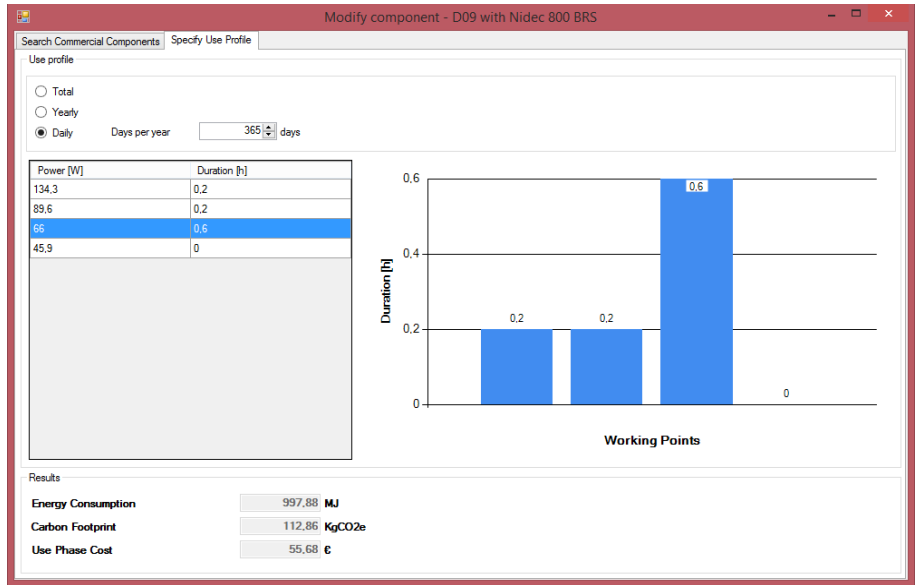 Modify component - D09 with Nidec 800 BRS
Search Commercial Components Specify Use Profile
Use profile
Total
Yearly
Daily Days per year 365 days
Power [W] Duration [h]
134,3 0,2
89,6 0,2
66 0,6
45,9 0
0,6
0,4
0,2
0
Duration [h]
0,2 0,2 0,6 0
Working Points
Results
Energy Consumption 997,88 MJ
Carbon Footprint 112,86 KgCO2e
Use Phase Cost 55,68 €